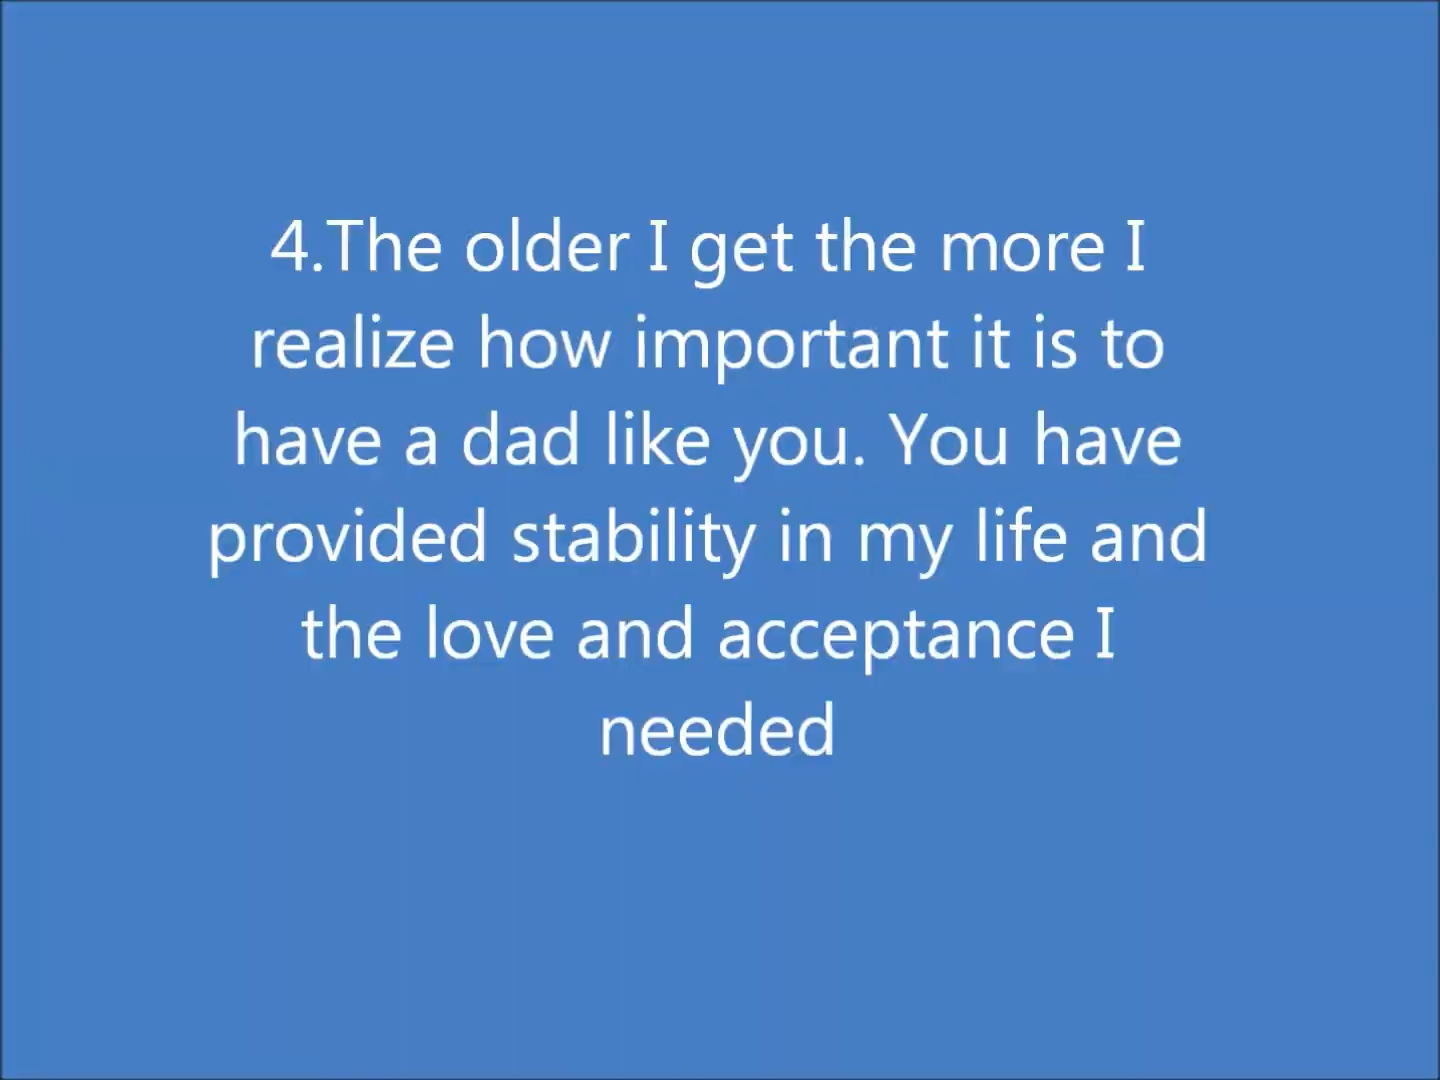 4.The older I get the more I
realize how important it is to
have a dad like you. You have
provided stability in my life and
the love and acceptance I
needed